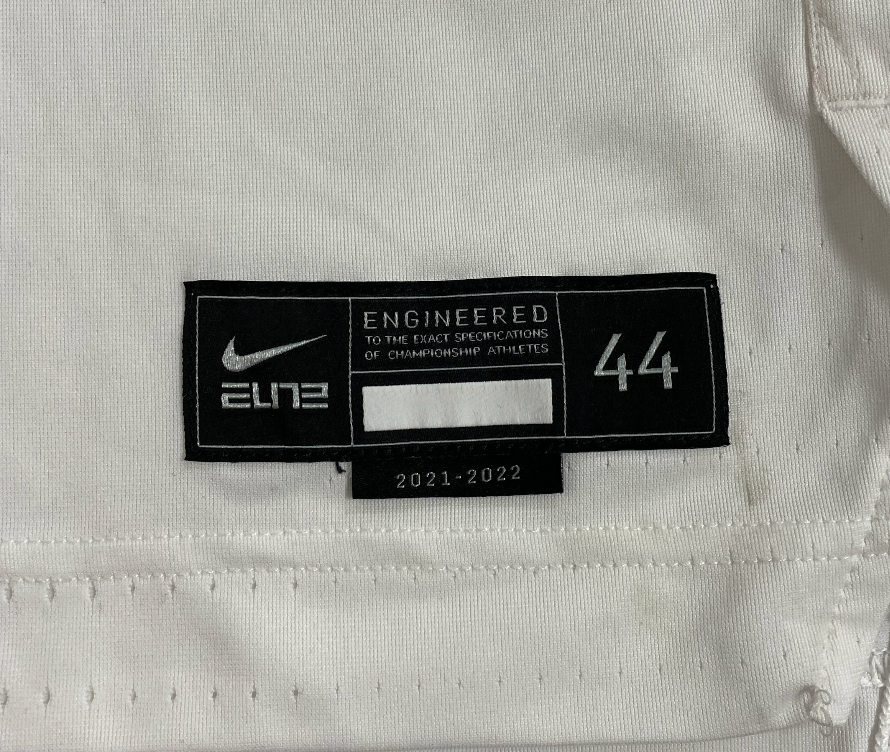 ENGINEERED
TO THE EXACT SPECIFICATIONS
OF CHAMPIONSHIP ATHLETES
ELITE
44
2021-2022